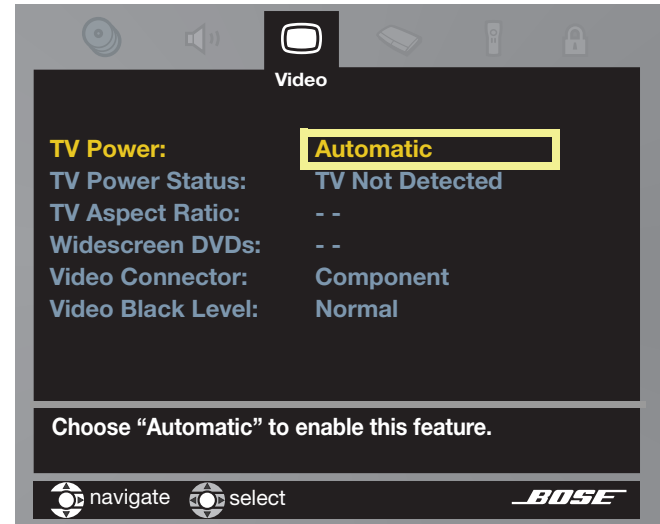 Video
TV Power: Automatic
TV Power Status: TV Not Detected
TV Aspect Ratio: - -
Widescreen DVDs: - -
Video Connector: Component
Video Black Level: Normal
Choose “Automatic” to enable this feature.
navigate select BOSE